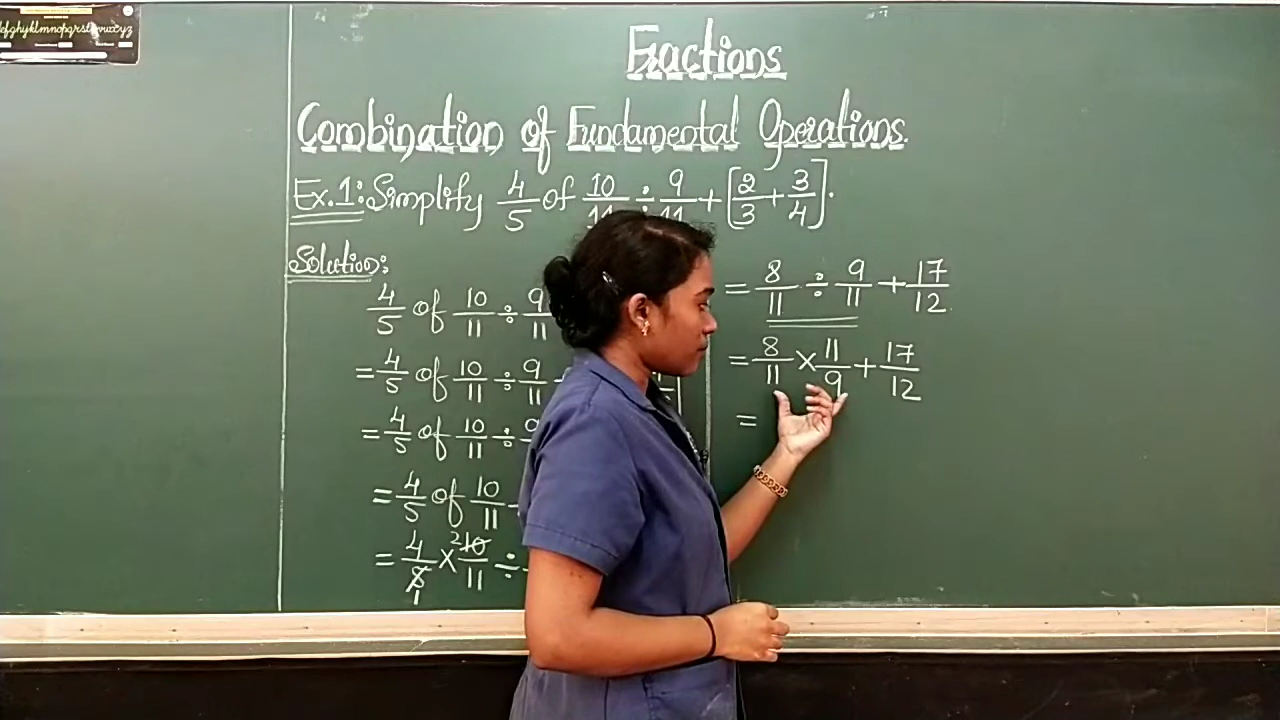 efghijklmnopqrstuvwxyz
Fractions
Combination of Fundamental Operations.
Ex.1: Simplify 4/5 of 10/11 ÷ 9/11 + [2/3 + 3/4].
Solution:
4/5 of 10/11 ÷ 9/11
= 4/5 of 10/11 ÷ 9/11
= 4/5 of 10/11 ÷
= 4/5 of 10/11
= 4/5 1 × 2 10/11 ÷
= 8/11 ÷ 9/11 + 17/12
= 8/11 × 11/9 + 17/12
=